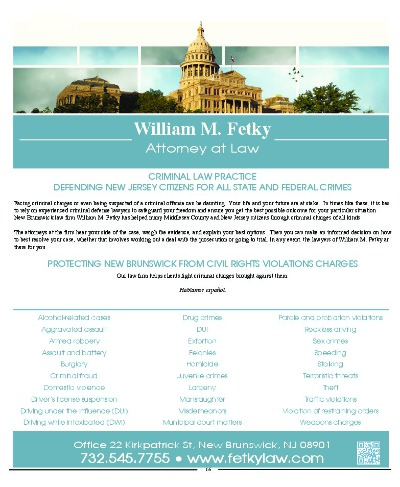 William M. Fetky
Attorney at Law
CRIMINAL LAW PRACTICE
DEFENDING NEW JERSEY CITIZENS FOR ALL STATE AND FEDERAL CRIMES
Facing criminal charges or even being suspected of a criminal offense can be daunting. Your life and your future are at stake. In times like these, it is best
to rely on experienced criminal defense lawyers to safeguard your freedom and ensure you get the best possible outcome for your particular situation.
New Brunswick law firm William M. Fetky has helped many Middlesex County and New Jersey citizens through criminal charges of all kinds.
The attorneys at the firm hear your side of the case, weigh the evidence, and explain your best options. Then you can make an informed decision on how
to best resolve your case, whether that involves working out a deal with the prosecution or going to trial. In any event, the lawyers of William M. Fetky are
there for you.
PROTECTING NEW BRUNSWICK FROM CIVIL RIGHTS VIOLATIONS CHARGES
Our law firm helps clients fight criminal charges brought against them.
Hablamos español.
Alcohol-related cases Drug crimes Parole and probation violations
Aggravated assault DUI Reckless driving
Armed robbery Extortion Sex crimes
Assault and battery Felonies Speeding
Burglary Homicide Stalking
Criminal fraud Juvenile crimes Terroristic threats
Domestic violence Larceny Theft
Driver's license suspension Manslaughter Traffic violations
Driving under the influence (DUI) Misdemeanors Violation of restraining orders
Driving while intoxicated (DWI) Municipal court matters Weapons charges
Office 22 Kirkpatrick St, New Brunswick, NJ 08901
732.545.7755 • www.fetkylaw.com